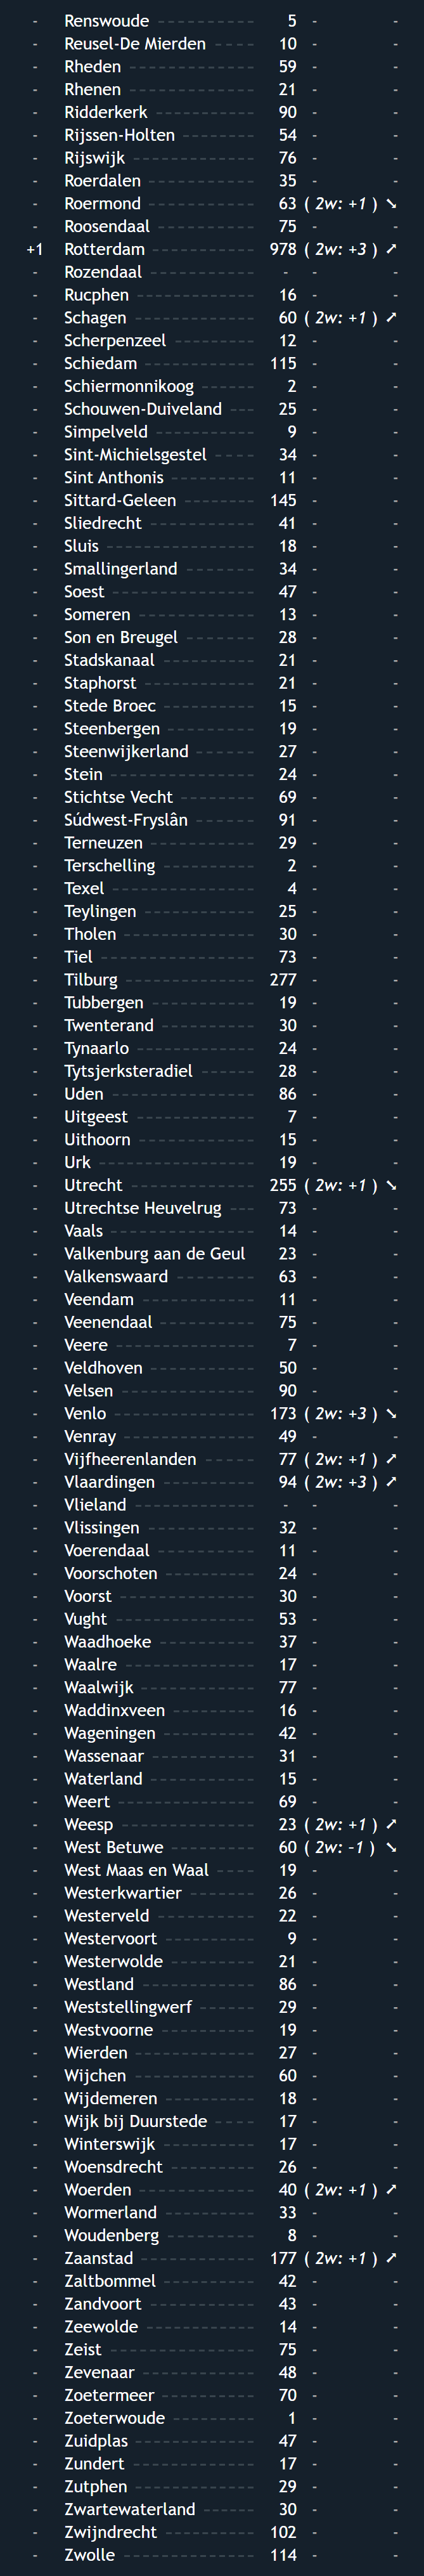 - Renswoude ---------- 5 - -
- Reusel-De Mierden ---- 10 - -
- Rheden ------------- 59 - -
- Rhenen ------------- 21 - -
- Ridderkerk ---------- 90 - -
- Rijssen-Holten -------- 54 - -
- Rijswijk ------------- 76 - -
- Roerdalen ----------- 35 - -
- Roermond ----------- 63 ( 2w: +1 ) ➘
- Roosendaal ---------- 75 - -
+1 Rotterdam ----------- 978 ( 2w: +3 ) ➚
- Rozendaal ----------- - - -
- Rucphen ------------ 16 - -
- Schagen ------------ 60 ( 2w: +1 ) ➚
- Scherpenzeel -------- 12 - -
- Schiedam ----------- 115 - -
- Schiermonnikoog ----- 2 - -
- Schouwen-Duiveland --- 25 - -
- Simpelveld ---------- 9 - -
- Sint-Michielsgestel ---- 34 - -
- Sint Anthonis -------- 11 - -
- Sittard-Geleen ------- 145 - -
- Sliedrecht ----------- 41 - -
- Sluis --------------- 18 - -
- Smallingerland ------- 34 - -
- Soest --------------- 47 - -
- Someren ------------ 13 - -
- Son en Breugel ------- 28 - -
- Stadskanaal --------- 21 - -
- Staphorst ----------- 21 - -
- Stede Broec --------- 15 - -
- Steenbergen --------- 19 - -
- Steenwijkerland ------ 27 - -
- Stein --------------- 24 - -
- Stichtse Vecht -------- 69 - -
- Súdwest-Fryslân ------ 91 - -
- Terneuzen ----------- 29 - -
- Terschelling ---------- 2 - -
- Texel --------------- 4 - -
- Teylingen ----------- 25 - -
- Tholen ------------- 30 - -
- Tiel ---------------- 73 - -
- Tilburg ------------- 277 - -
- Tubbergen ---------- 19 - -
- Twenterand --------- 30 - -
- Tynaarlo ------------ 24 - -
- Tytsjerksteradiel ------ 28 - -
- Uden --------------- 86 - -
- Uitgeest ------------ 7 - -
- Uithoorn ------------ 15 - -
- Urk ---------------- 19 - -
- Utrecht ------------- 255 ( 2w: +1 ) ➘
- Utrechtse Heuvelrug --- 73 - -
- Vaals --------------- 14 - -
- Valkenburg aan de Geul 23 - -
- Valkenswaard -------- 63 - -
- Veendam ------------ 11 - -
- Veenendaal ---------- 75 - -
- Veere -------------- 7 - -
- Veldhoven ----------- 50 - -
- Velsen -------------- 90 - -
- Venlo --------------- 173 ( 2w: +3 ) ➘
- Venray -------------- 49 - -
- Vijfheerenlanden ----- 77 ( 2w: +1 ) ➚
- Vlaardingen ---------- 94 ( 2w: +3 ) ➚
- Vlieland ------------- - - -
- Vlissingen ----------- 32 - -
- Voerendaal ---------- 11 - -
- Voorschoten --------- 24 - -
- Voorst -------------- 30 - -
- Vught --------------- 53 - -
- Waadhoeke ---------- 37 - -
- Waalre -------------- 17 - -
- Waalwijk ------------ 77 - -
- Waddinxveen --------- 16 - -
- Wageningen ---------- 42 - -
- Wassenaar ----------- 31 - -
- Waterland ----------- 15 - -
- Weert --------------- 69 - -
- Weesp -------------- 23 ( 2w: +1 ) ➚
- West Betuwe --------- 60 ( 2w: -1 ) ➘
- West Maas en Waal ---- 19 - -
- Westerkwartier ------- 26 - -
- Westerveld ---------- 22 - -
- Westervoort --------- 9 - -
- Westerwolde --------- 21 - -
- Westland ------------ 86 - -
- Weststellingwerf ------ 29 - -
- Westvoorne ---------- 19 - -
- Wierden ------------- 27 - -
- Wijchen ------------- 60 - -
- Wijdemeren ---------- 18 - -
- Wijk bij Duurstede ---- 17 - -
- Winterswijk ---------- 17 - -
- Woensdrecht --------- 26 - -
- Woerden ------------ 40 ( 2w: +1 ) ➚
- Wormerland ---------- 33 - -
- Woudenberg ---------- 8 - -
- Zaanstad ------------ 177 ( 2w: +1 ) ➚
- Zaltbommel ---------- 42 - -
- Zandvoort ----------- 43 - -
- Zeewolde ------------ 14 - -
- Zeist --------------- 75 - -
- Zevenaar ------------ 48 - -
- Zoetermeer ---------- 70 - -
- Zoeterwoude --------- 1 - -
- Zuidplas ------------- 47 - -
- Zundert ------------- 17 - -
- Zutphen ------------- 29 - -
- Zwartewaterland ------ 30 - -
- Zwijndrecht ---------- 102 - -
- Zwolle -------------- 114 - -